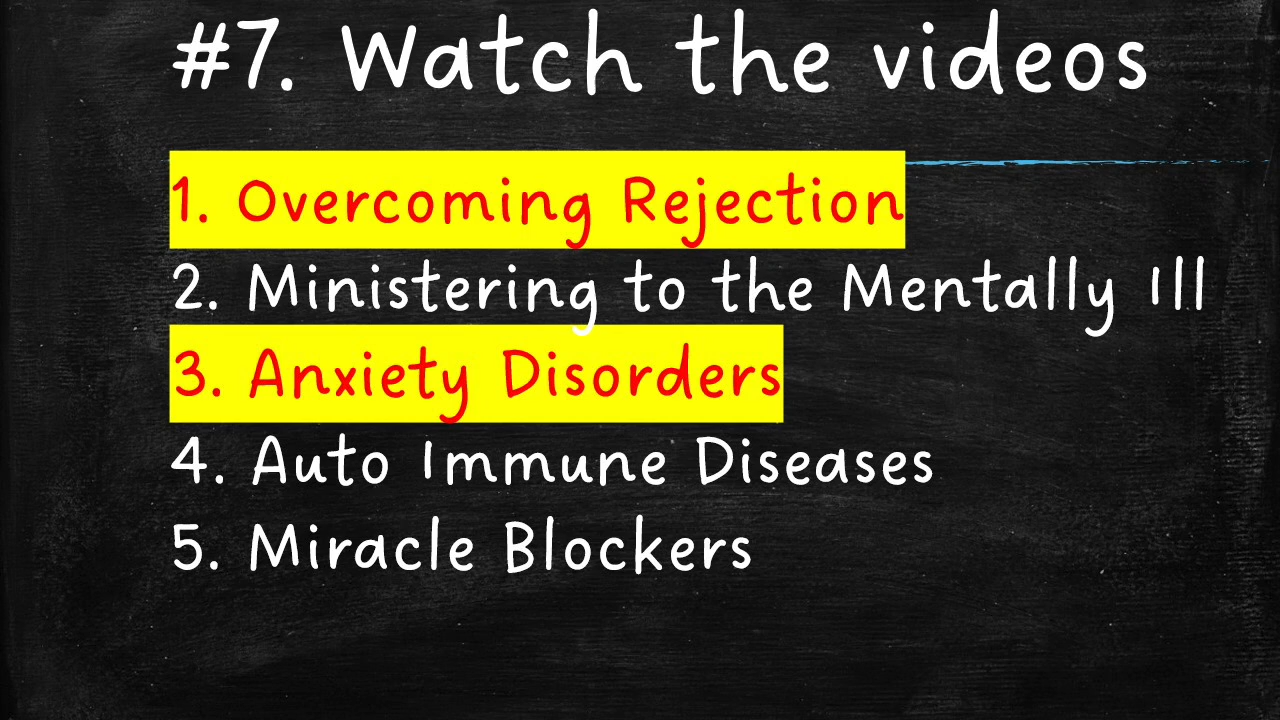 #7. Watch the videos
1. Overcoming Rejection
2. Ministering to the Mentally Ill
3. Anxiety Disorders
4. Auto Immune Diseases
5. Miracle Blockers